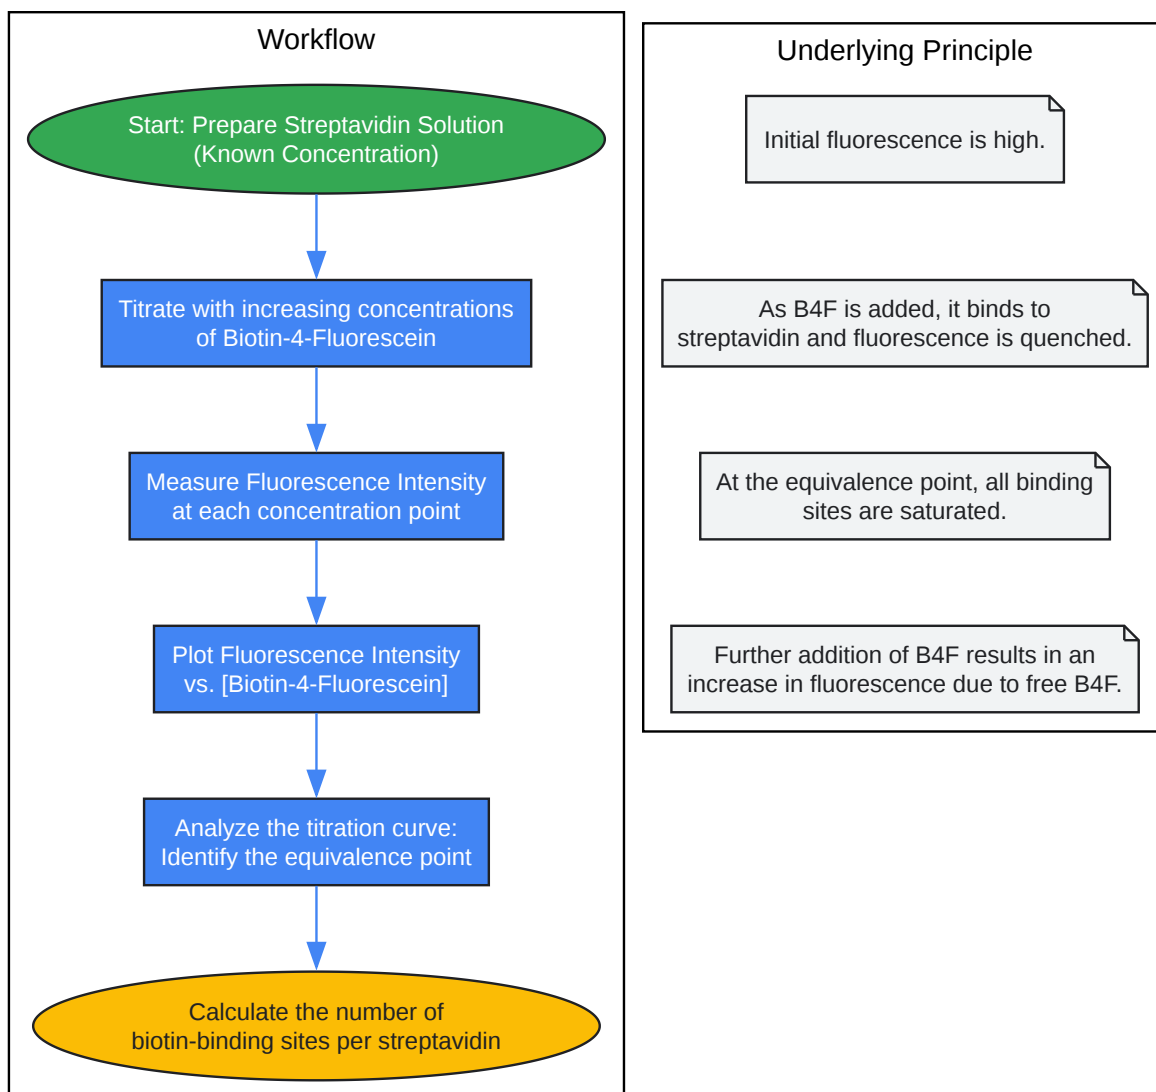 Workflow
Start: Prepare Streptavidin Solution
(Known Concentration)
Titrate with increasing concentrations
of Biotin-4-Fluorescein
Measure Fluorescence Intensity
at each concentration point
Plot Fluorescence Intensity
vs. [Biotin-4-Fluorescein]
Analyze the titration curve:
Identify the equivalence point
Calculate the number of
biotin-binding sites per streptavidin
Underlying Principle
Initial fluorescence is high.
As B4F is added, it binds to
streptavidin and fluorescence is quenched.
At the equivalence point, all binding
sites are saturated.
Further addition of B4F results in an
increase in fluorescence due to free B4F.